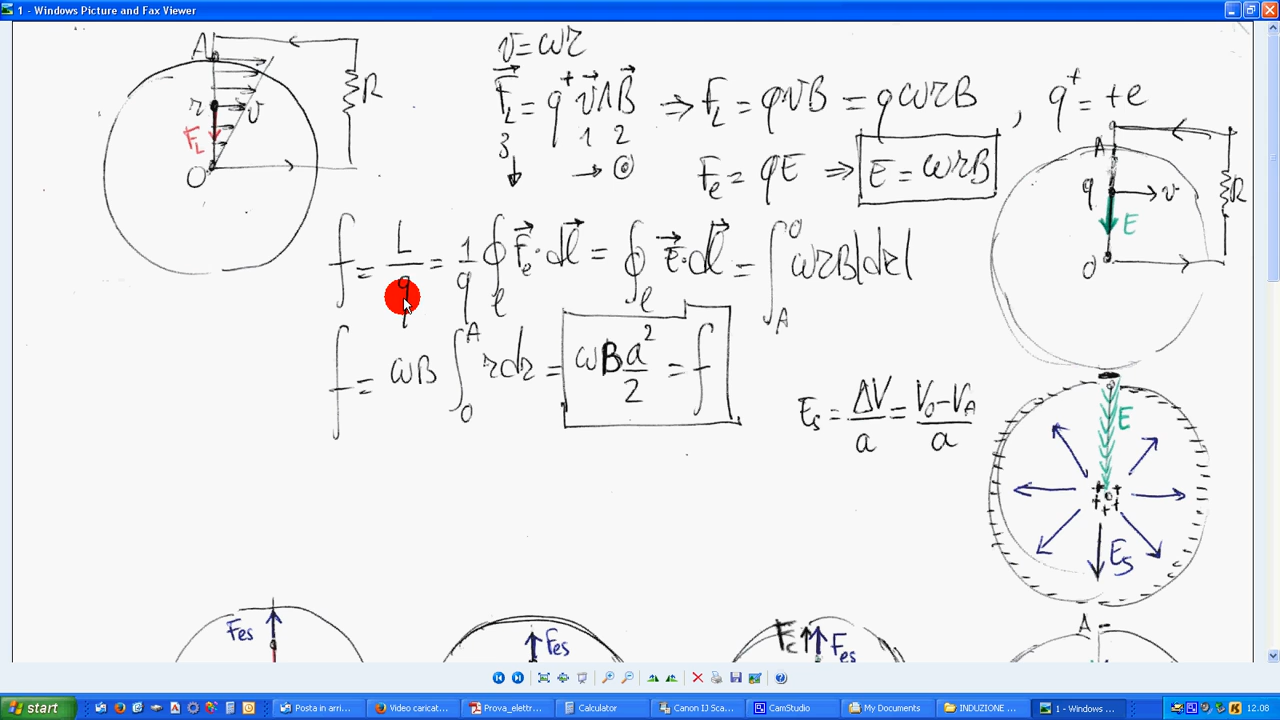 1 - Windows Picture and Fax Viewer
A
R
r
v
F_L
O
v = ωr
F_L = q⁺ v ∧ B ⇒ F_L = qvB = qωrB , q⁺ = +e
3 1 2
↓ → ⊙
F_e = qE ⇒ E = ωrB
A
q
v
R
E
O
f = L/q = 1/q ∮_l F_e · dl = ∮_l E · dl = ∫_A^O ωrB|dr|
f = ωB ∫_0^A r dr = ωBa²/2 = f
E_s = ΔV/a = (V_0 - V_A)/a
E
E_s
A
F_es
F_es
F_c
F_es
start
Posta in arri...
Video caricat...
Prova_elettr...
Calculator
Canon IJ Sca...
CamStudio
My Documents
INDUZIONE ...
1 - Windows ...
12.08